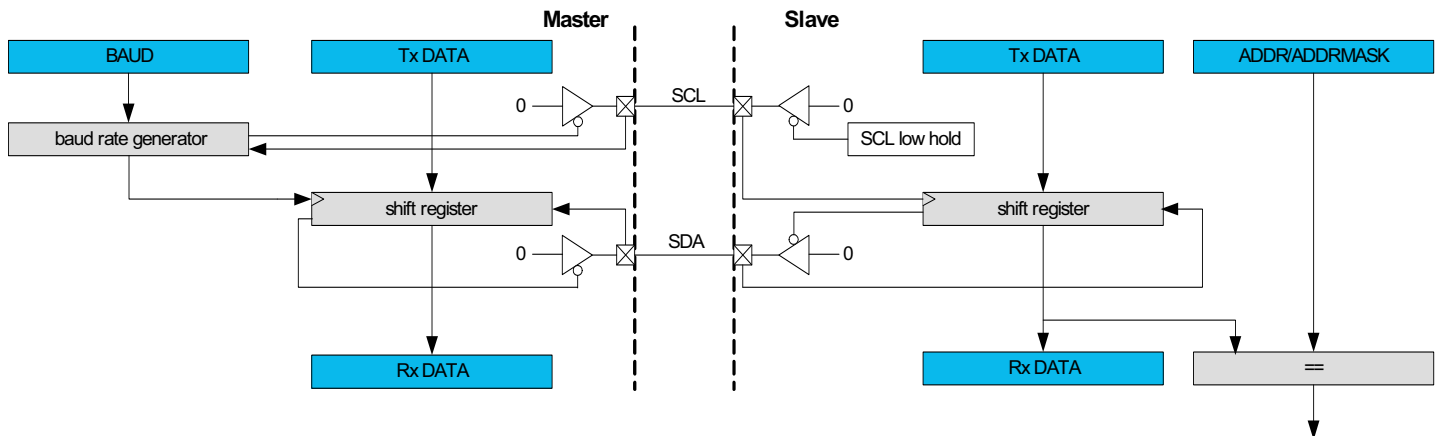 Master Slave
BAUD Tx DATA Tx DATA ADDR/ADDRMASK
0 SCL 0
baud rate generator SCL low hold
shift register shift register
0 SDA 0
Rx DATA Rx DATA ==